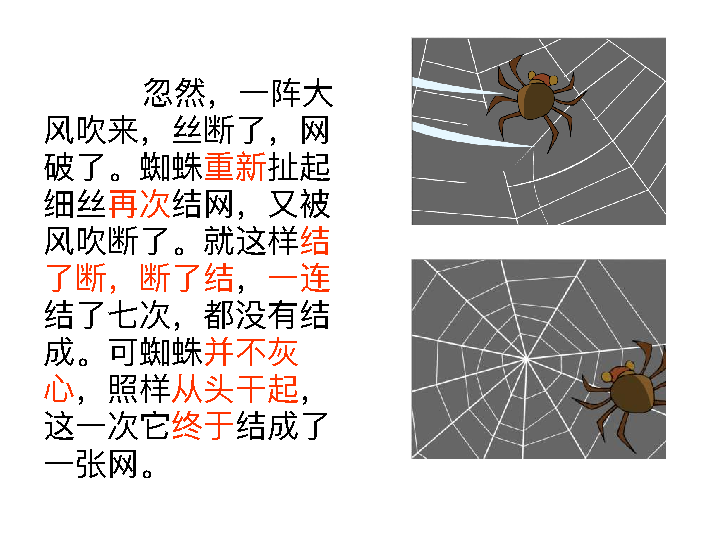 忽然，一阵大
风吹来，丝断了，网
破了。蜘蛛重新扯起
细丝再次结网，又被
风吹断了。就这样结
了断，断了结，一连
结了七次，都没有结
成。可蜘蛛并不灰
心，照样从头干起，
这一次它终于结成了
一张网。